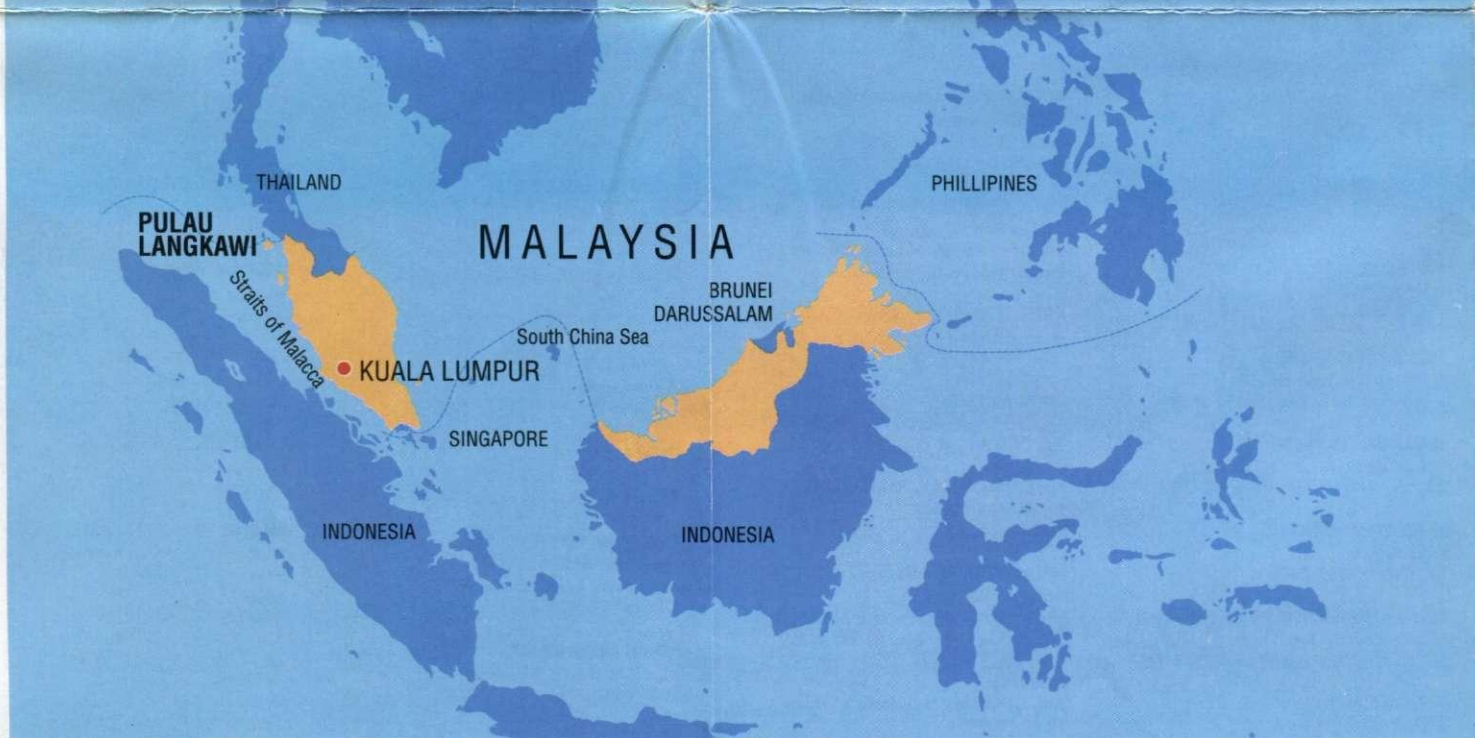 THAILAND
PHILLIPINES
PULAU
LANGKAWI
MALAYSIA
Straits of Malacca
BRUNEI
DARUSSALAM
South China Sea
KUALA LUMPUR
SINGAPORE
INDONESIA
INDONESIA